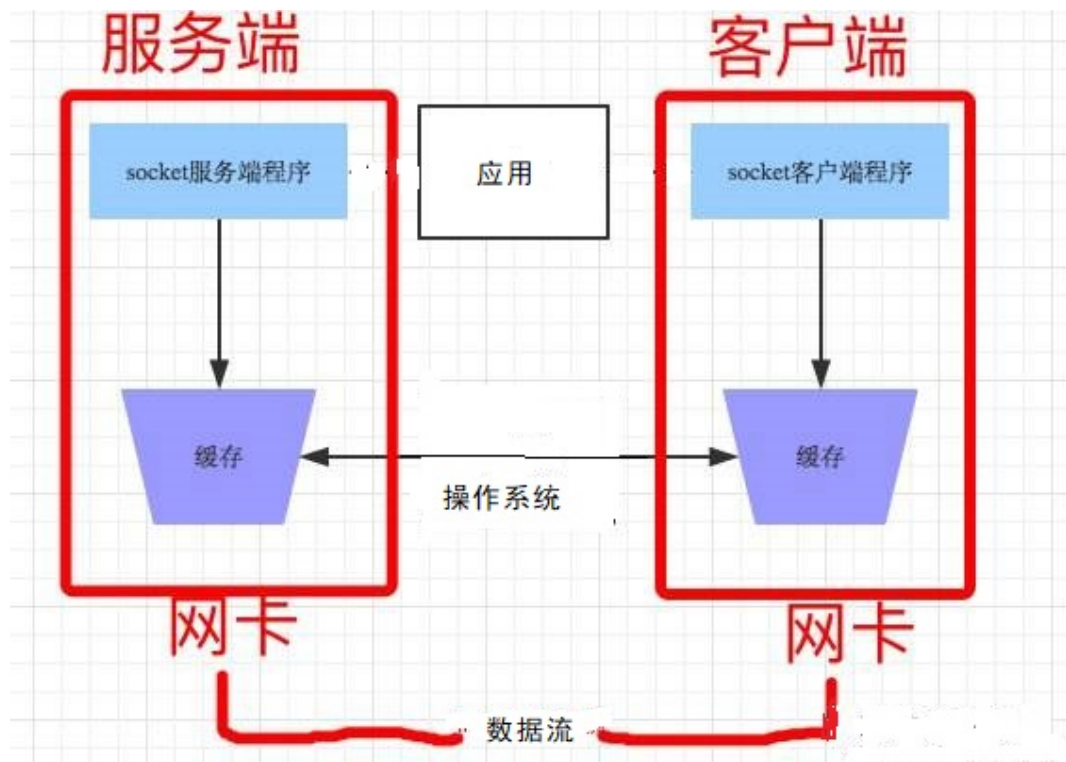 服务端
客户端
socket服务端程序
应用
socket客户端程序
缓存
缓存
操作系统
网卡
网卡
数据流